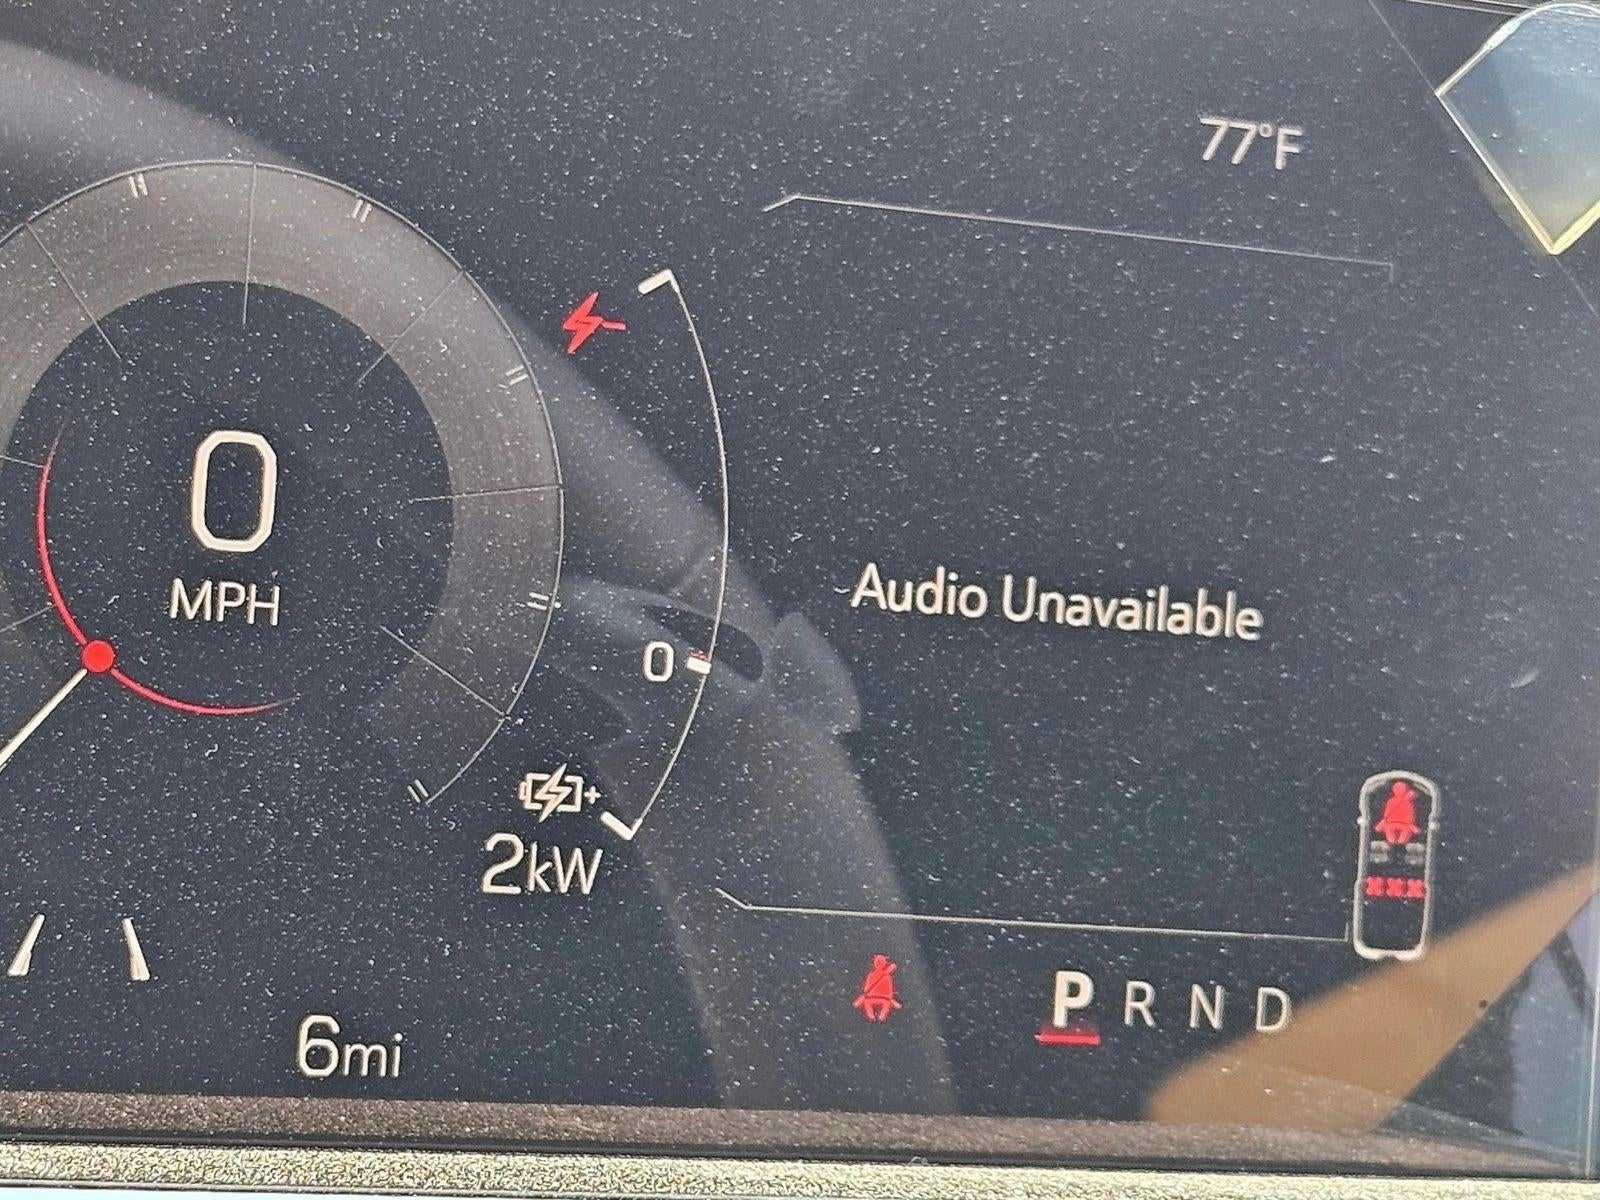 77°F
0
MPH
Audio Unavailable
0
2kW
P R N D
6mi